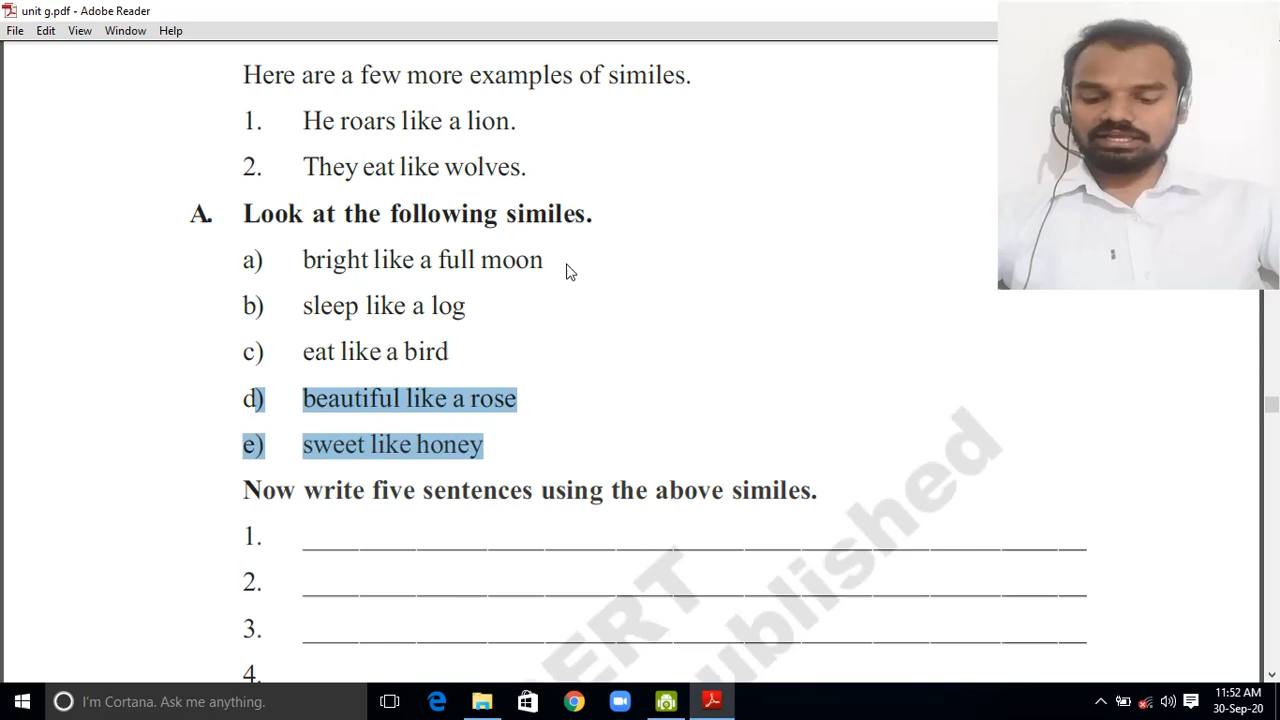 unit g.pdf - Adobe Reader
File Edit View Window Help
Here are a few more examples of similes.
1. He roars like a lion.
2. They eat like wolves.
A. Look at the following similes.
a) bright like a full moon
b) sleep like a log
c) eat like a bird
d) beautiful like a rose
e) sweet like honey
Now write five sentences using the above similes.
1.
2.
3.
4.
ERT
ublished
I'm Cortana. Ask me anything.
11:52 AM
30-Sep-20